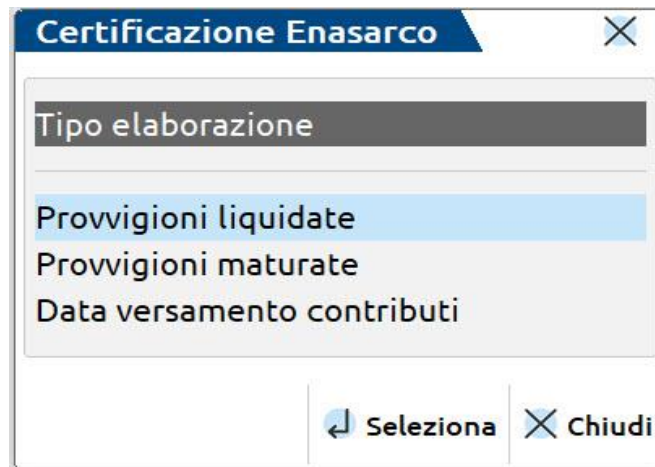 Certificazione Enasarco
Tipo elaborazione
Provvigioni liquidate
Provvigioni maturate
Data versamento contributi
Seleziona Chiudi